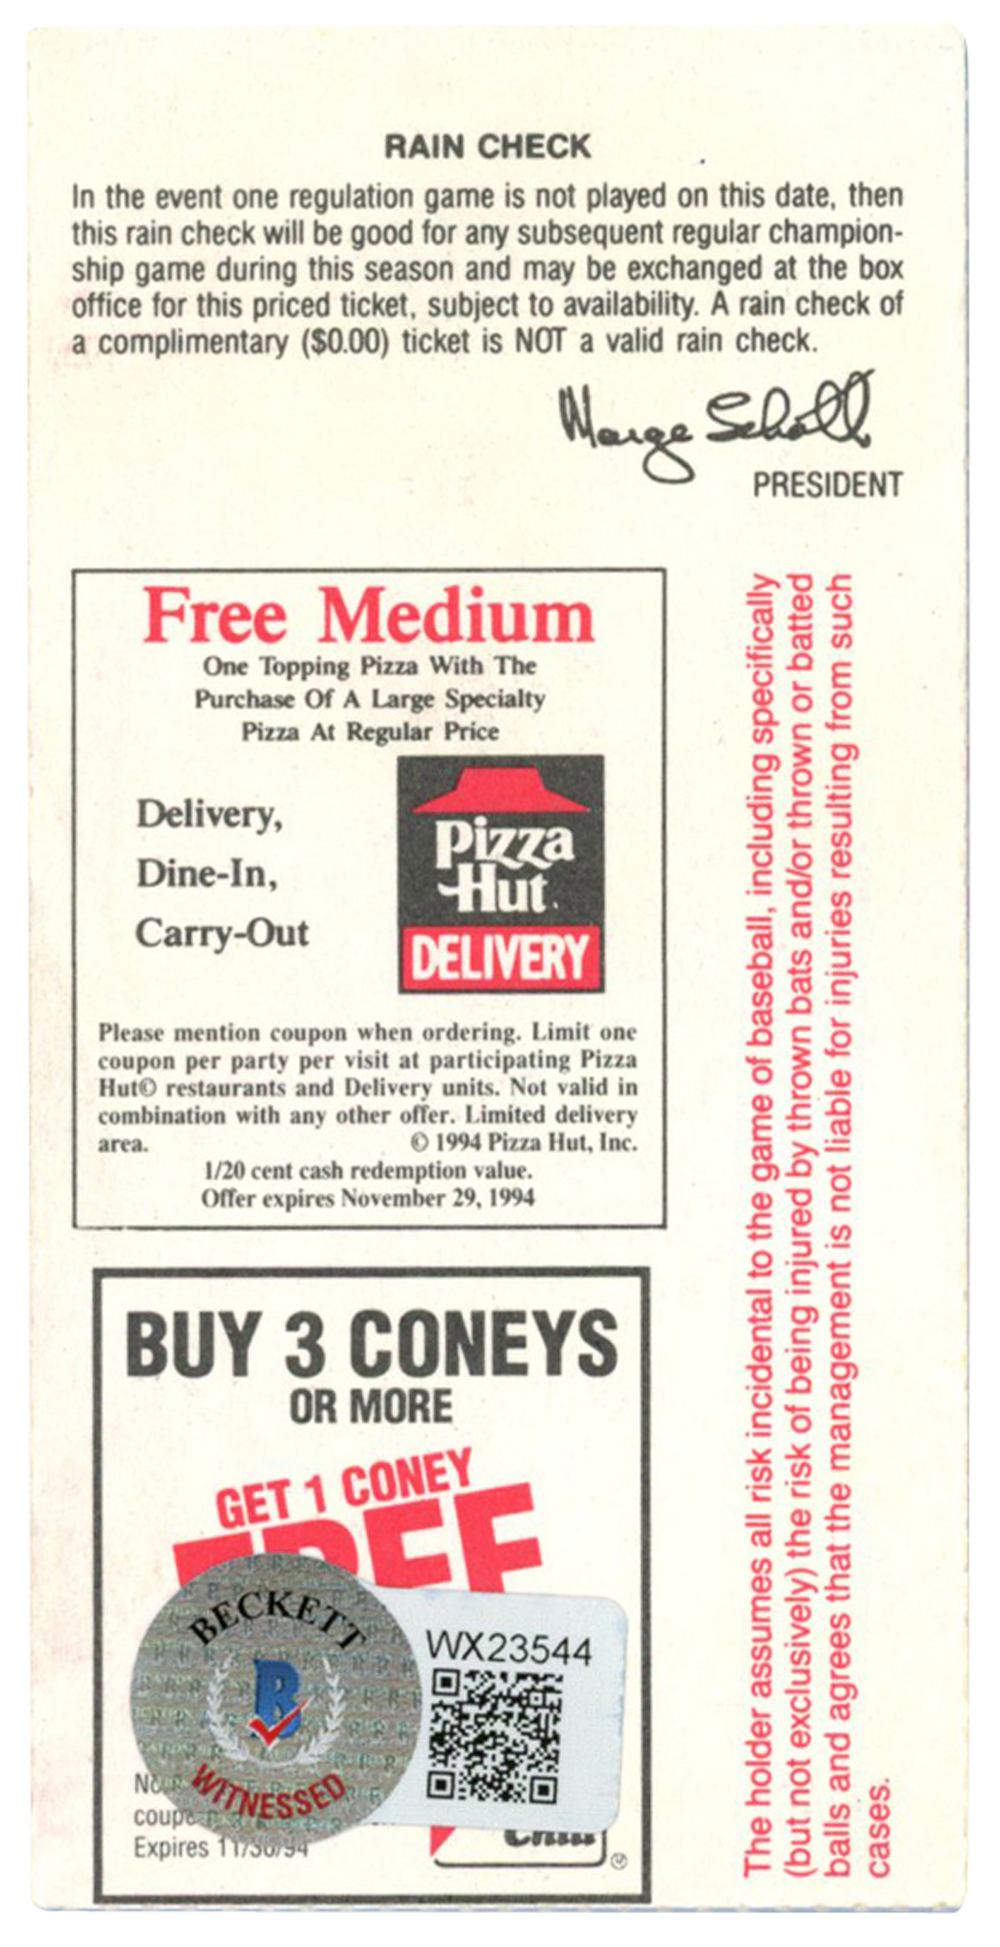 RAIN CHECK
In the event one regulation game is not played on this date, then
this rain check will be good for any subsequent regular champion-
ship game during this season and may be exchanged at the box
office for this priced ticket, subject to availability. A rain check of
a complimentary ($0.00) ticket is NOT a valid rain check.
Marge Schott
PRESIDENT
Free Medium
One Topping Pizza With The
Purchase Of A Large Specialty
Pizza At Regular Price
Delivery,
Dine-In,
Carry-Out
Pizza
Hut
DELIVERY
Please mention coupon when ordering. Limit one
coupon per party per visit at participating Pizza
Hut© restaurants and Delivery units. Not valid in
combination with any other offer. Limited delivery
area. © 1994 Pizza Hut, Inc.
1/20 cent cash redemption value.
Offer expires November 29, 1994
BUY 3 CONEYS
OR MORE
GET 1 CONEY
FREE
BECKETT
B
WITNESSED
WX23544
Expires 11/30/94
The holder assumes all risk incidental to the game of baseball, including specifically
(but not exclusively) the risk of being injured by thrown bats and/or thrown or batted
balls and agrees that the management is not liable for injuries resulting from such
cases.